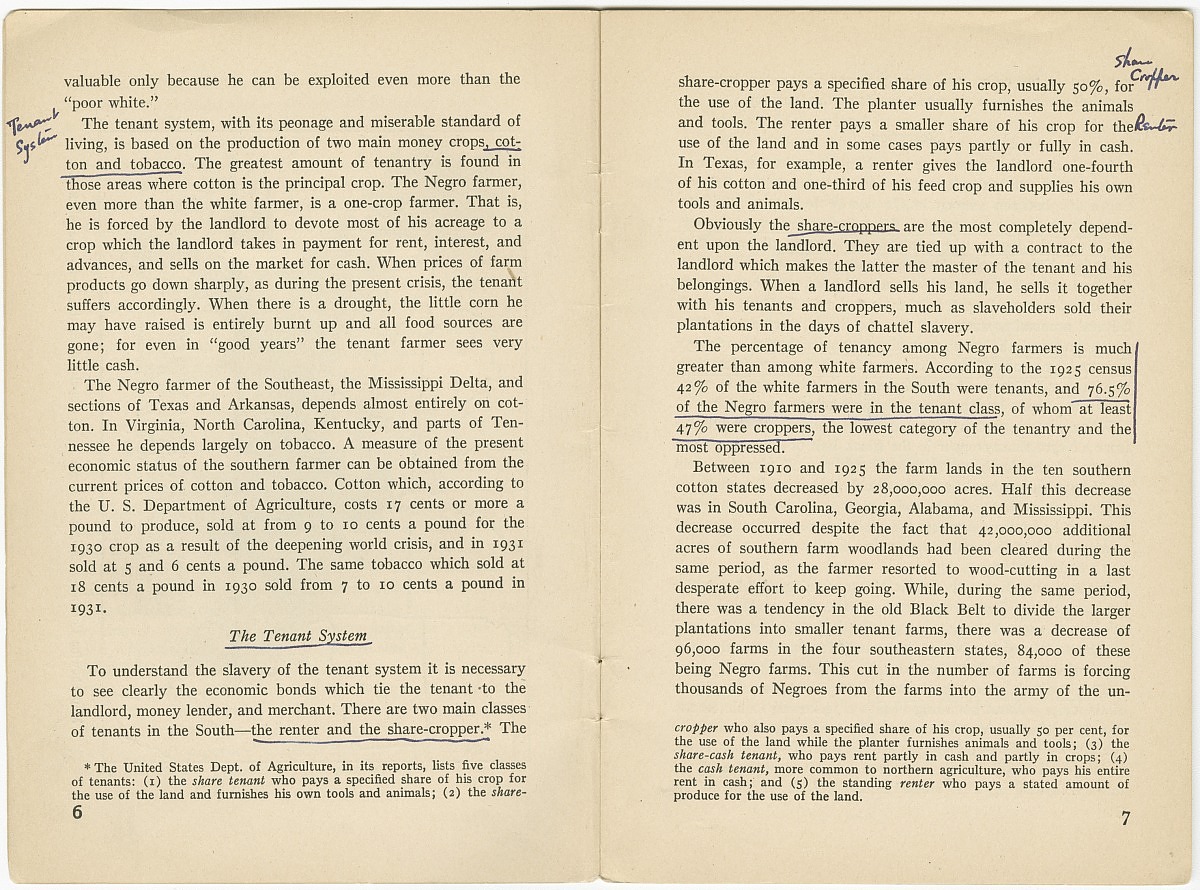 valuable only because he can be exploited even more than the
“poor white.”
Tenant
System
The tenant system, with its peonage and miserable standard of
living, is based on the production of two main money crops, cot-
ton and tobacco. The greatest amount of tenantry is found in
those areas where cotton is the principal crop. The Negro farmer,
even more than the white farmer, is a one-crop farmer. That is,
he is forced by the landlord to devote most of his acreage to a
crop which the landlord takes in payment for rent, interest, and
advances, and sells on the market for cash. When prices of farm
products go down sharply, as during the present crisis, the tenant
suffers accordingly. When there is a drought, the little corn he
may have raised is entirely burnt up and all food sources are
gone; for even in “good years” the tenant farmer sees very
little cash.
The Negro farmer of the Southeast, the Mississippi Delta, and
sections of Texas and Arkansas, depends almost entirely on cot-
ton. In Virginia, North Carolina, Kentucky, and parts of Ten-
nessee he depends largely on tobacco. A measure of the present
economic status of the southern farmer can be obtained from the
current prices of cotton and tobacco. Cotton which, according to
the U. S. Department of Agriculture, costs 17 cents or more a
pound to produce, sold at from 9 to 10 cents a pound for the
1930 crop as a result of the deepening world crisis, and in 1931
sold at 5 and 6 cents a pound. The same tobacco which sold at
18 cents a pound in 1930 sold from 7 to 10 cents a pound in
1931.
The Tenant System
To understand the slavery of the tenant system it is necessary
to see clearly the economic bonds which tie the tenant to the
landlord, money lender, and merchant. There are two main classes
of tenants in the South—the renter and the share-cropper.* The
* The United States Dept. of Agriculture, in its reports, lists five classes
of tenants: (1) the share tenant who pays a specified share of his crop for
the use of the land and furnishes his own tools and animals; (2) the share-
6
Share
Cropper
share-cropper pays a specified share of his crop, usually 50%, for
the use of the land. The planter usually furnishes the animals
and tools. The renter pays a smaller share of his crop for the
Renter
use of the land and in some cases pays partly or fully in cash.
In Texas, for example, a renter gives the landlord one-fourth
of his cotton and one-third of his feed crop and supplies his own
tools and animals.
Obviously the share-croppers are the most completely depend-
ent upon the landlord. They are tied up with a contract to the
landlord which makes the latter the master of the tenant and his
belongings. When a landlord sells his land, he sells it together
with his tenants and croppers, much as slaveholders sold their
plantations in the days of chattel slavery.
The percentage of tenancy among Negro farmers is much
greater than among white farmers. According to the 1925 census
42% of the white farmers in the South were tenants, and 76.5%
of the Negro farmers were in the tenant class, of whom at least
47% were croppers, the lowest category of the tenantry and the
most oppressed.
Between 1910 and 1925 the farm lands in the ten southern
cotton states decreased by 28,000,000 acres. Half this decrease
was in South Carolina, Georgia, Alabama, and Mississippi. This
decrease occurred despite the fact that 42,000,000 additional
acres of southern farm woodlands had been cleared during the
same period, as the farmer resorted to wood-cutting in a last
desperate effort to keep going. While, during the same period,
there was a tendency in the old Black Belt to divide the larger
plantations into smaller tenant farms, there was a decrease of
96,000 farms in the four southeastern states, 84,000 of these
being Negro farms. This cut in the number of farms is forcing
thousands of Negroes from the farms into the army of the un-
cropper who also pays a specified share of his crop, usually 50 per cent, for
the use of the land while the planter furnishes animals and tools; (3) the
share-cash tenant, who pays rent partly in cash and partly in crops; (4)
the cash tenant, more common to northern agriculture, who pays his entire
rent in cash; and (5) the standing renter who pays a stated amount of
produce for the use of the land.
7